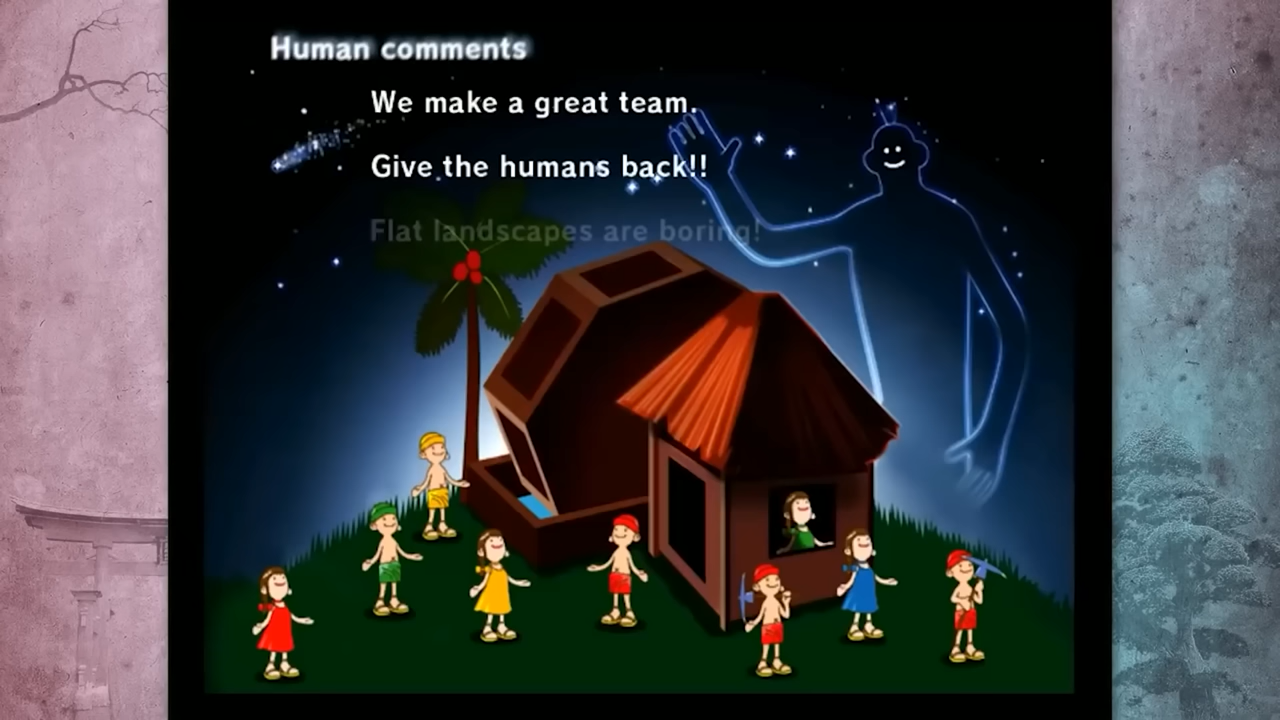 Human comments
We make a great team.
Give the humans back!!
Flat landscapes are boring!